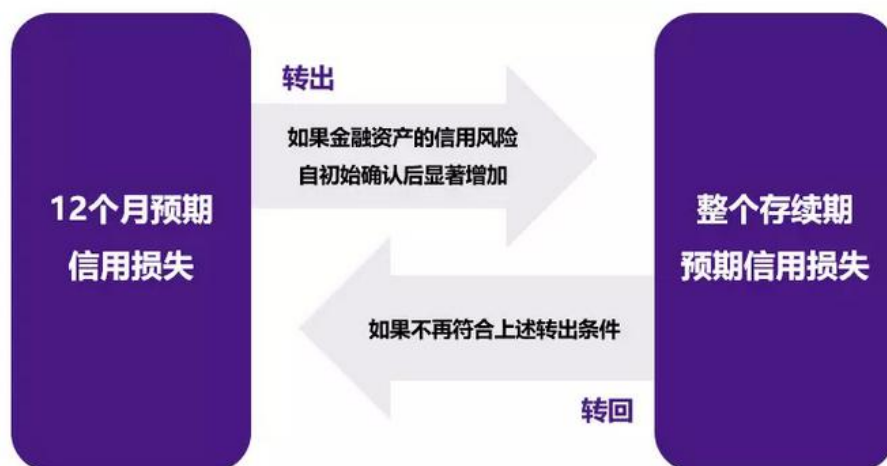 转出
如果金融资产的信用风险
自初始确认后显著增加
12个月预期
信用损失
整个存续期
预期信用损失
如果不再符合上述转出条件
转回